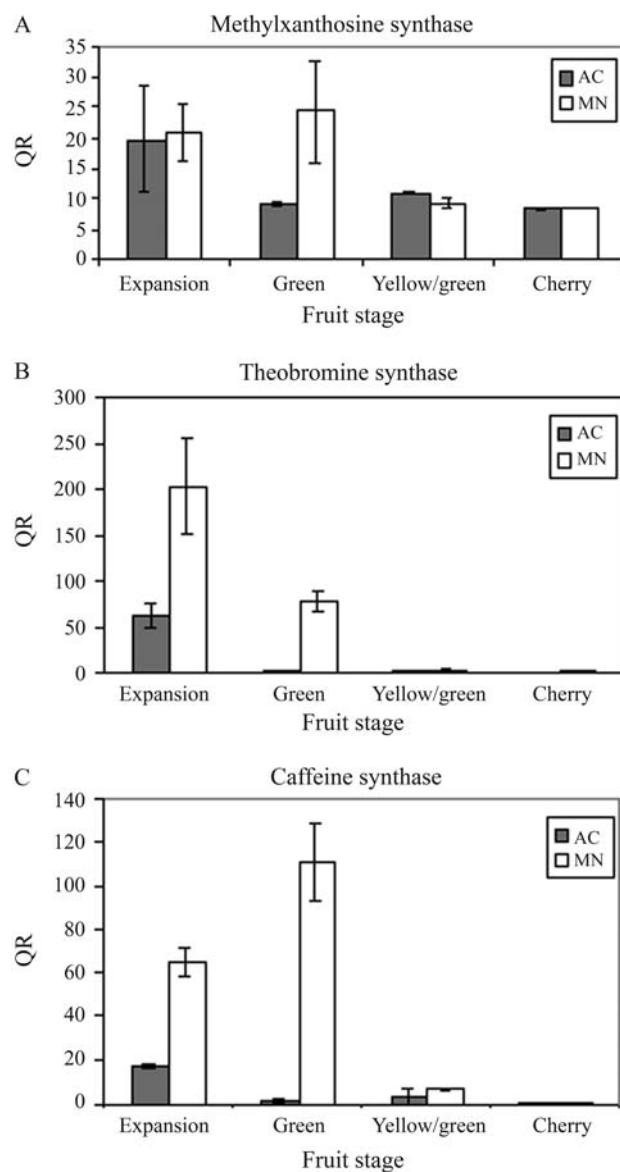 A
Methylxanthosine synthase
35
30
25
20
15
10
5
0
QR
AC
MN
Expansion Green Yellow/green Cherry
Fruit stage
B
Theobromine synthase
300
250
200
150
100
50
0
QR
AC
MN
Expansion Green Yellow/green Cherry
Fruit stage
C
Caffeine synthase
140
120
100
80
60
40
20
0
QR
AC
MN
Expansion Green Yellow/green Cherry
Fruit stage